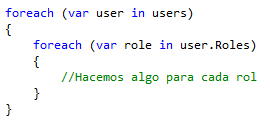 foreach (var user in users)
{
    foreach (var role in user.Roles)
    {
        //Hacemos algo para cada rol
    }
}